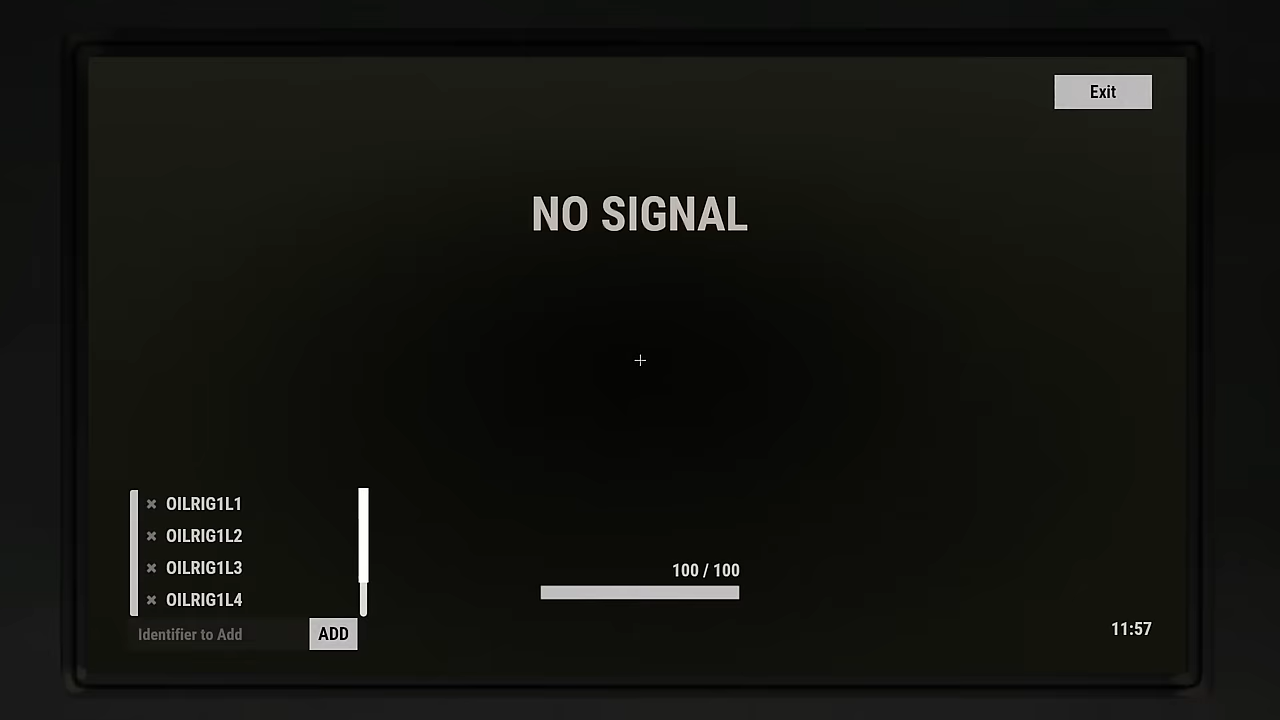 Exit
NO SIGNAL
OILRIG1L1
OILRIG1L2
OILRIG1L3
OILRIG1L4
100 / 100
Identifier to Add
ADD
11:57